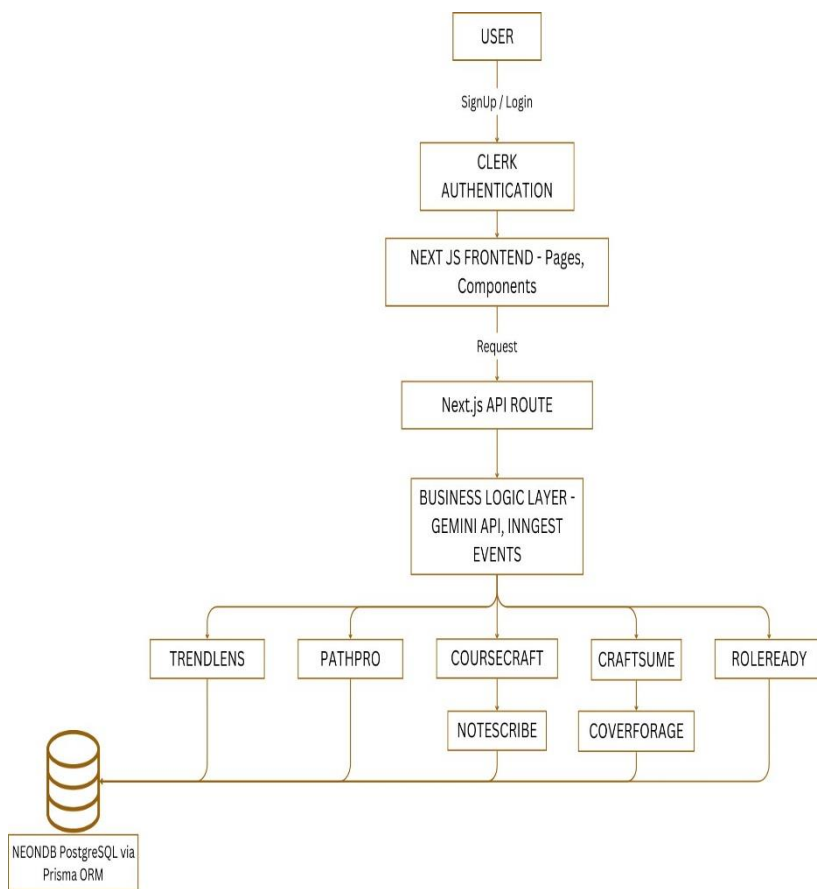 USER
SignUp / Login
CLERK
AUTHENTICATION
NEXT JS FRONTEND - Pages,
Components
Request
Next.js API ROUTE
BUSINESS LOGIC LAYER -
GEMINI API, INNGEST
EVENTS
TRENDLENS
PATHPRO
COURSECRAFT
CRAFTSUME
ROLEREADY
NOTESCRIBE
COVERFORAGE
NEONDB PostgreSQL via
Prisma ORM